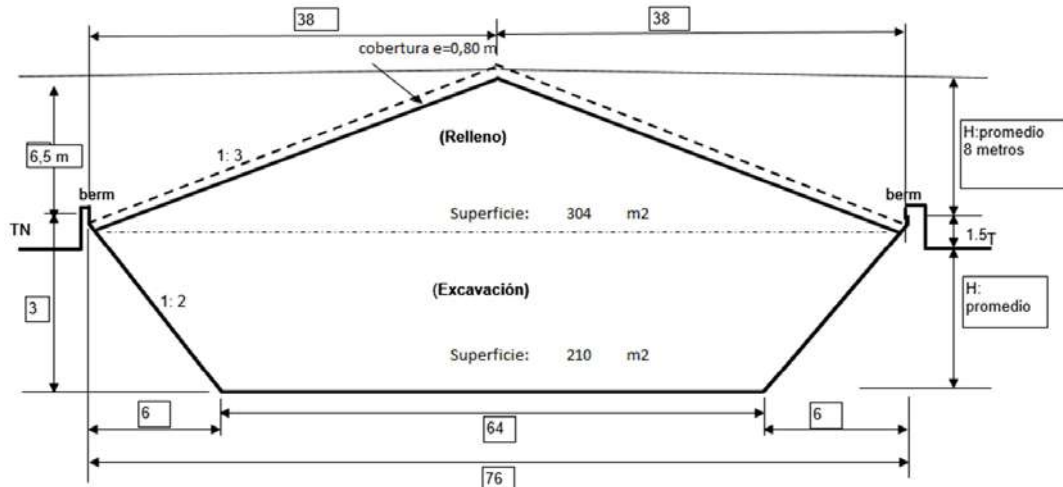 38
38
cobertura e=0,80 m
(Relleno)
H:promedio
8 metros
6,5 m
1: 3
berm
berm
Superficie: 304 m2
TN
1.5
T
1: 2
(Excavación)
H:
promedio
3
Superficie: 210 m2
6
6
64
76